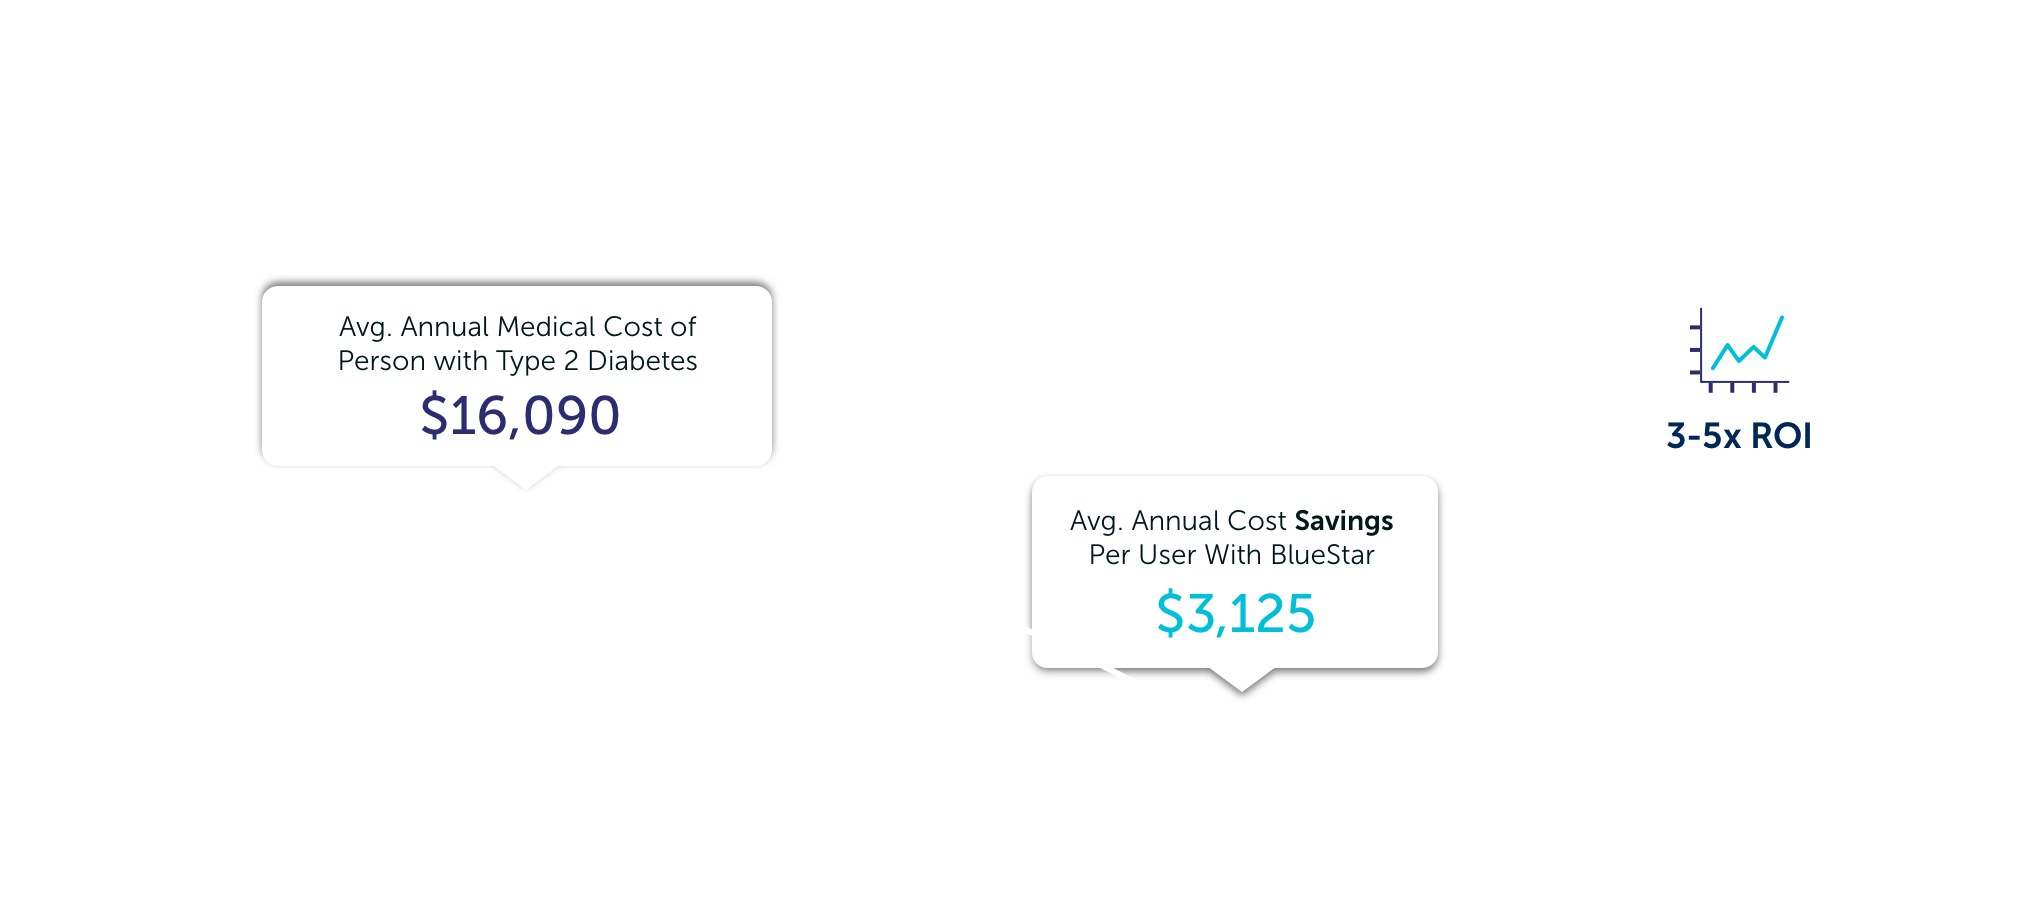 Avg. Annual Medical Cost of
Person with Type 2 Diabetes
$16,090
Avg. Annual Cost Savings
Per User With BlueStar
$3,125
3-5x ROI